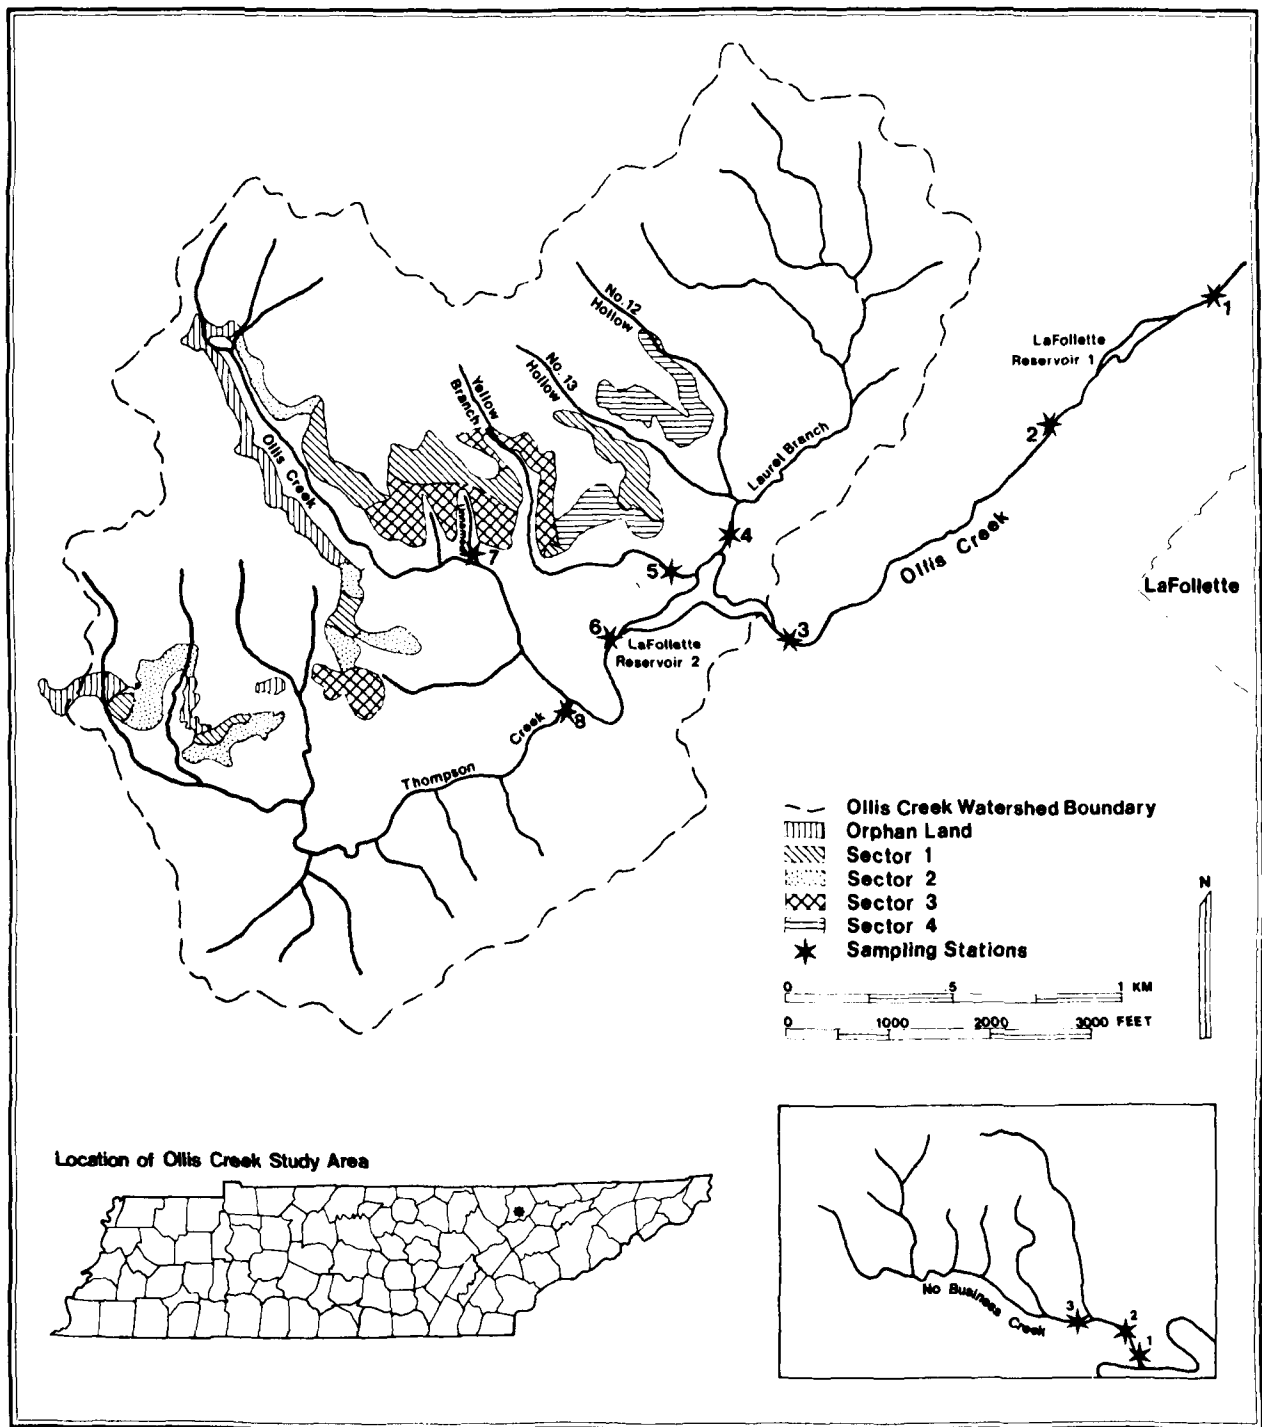 No. 12
Hollow
No. 13
Hollow
Yellow
Branch
Ollis Creek
Laurel Branch
LaFollette
Reservoir 1
1
2
Ollis Creek
LaFollette
4
5
7
3
6
LaFollette
Reservoir 2
8
Thompson Creek
Ollis Creek Watershed Boundary
Orphan Land
Sector 1
Sector 2
Sector 3
Sector 4
Sampling Stations
N
0 .5 1 KM
0 1000 2000 3000 FEET
Location of Ollis Creek Study Area
No Business Creek
3
2
1